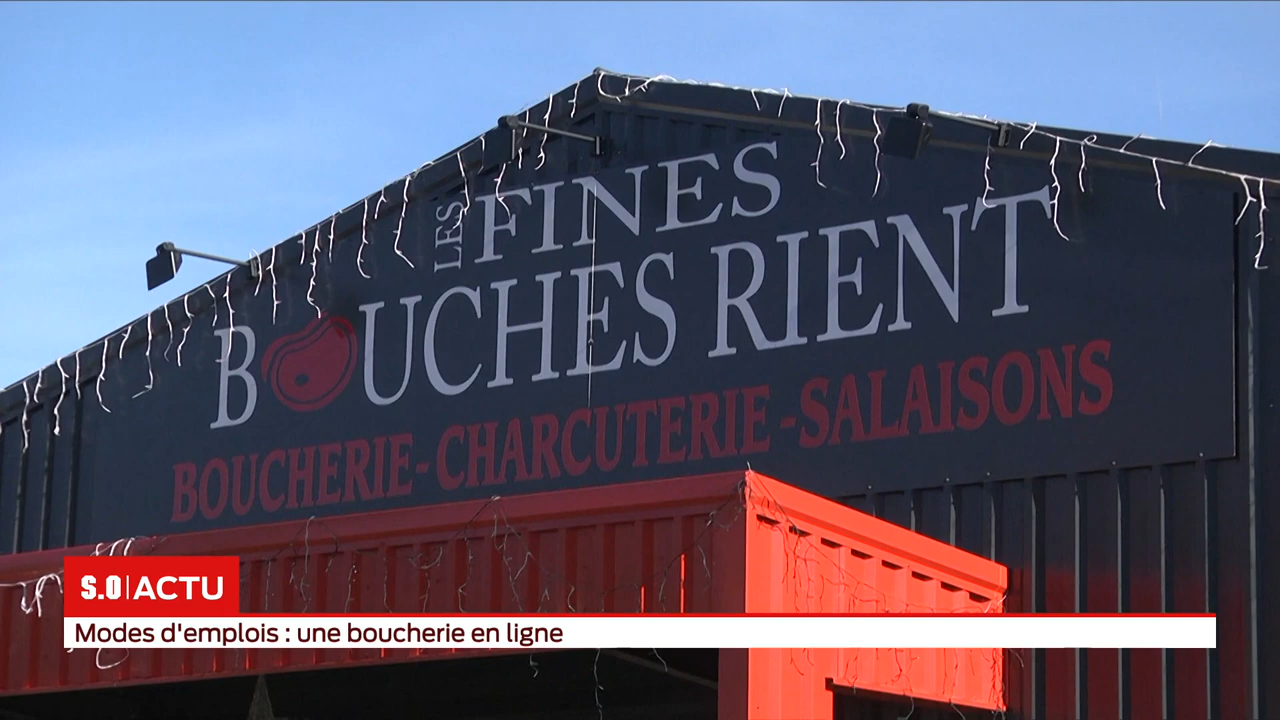 LES FINES
BOUCHES RIENT
BOUCHERIE-CHARCUTERIE-SALAISONS
S.O ACTU
Modes d'emplois : une boucherie en ligne